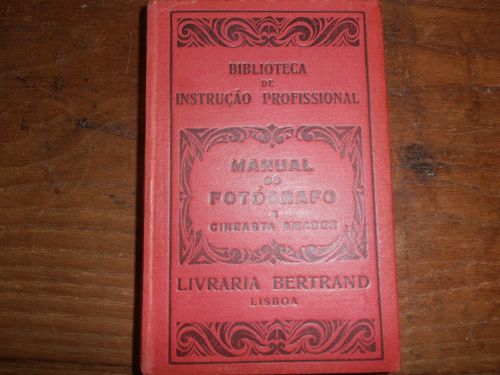 BIBLIOTECA
DE
INSTRUÇÃO PROFISSIONAL
MANUAL
DO
FOTÓGRAFO
E
CINEASTA AMADOR
LIVRARIA BERTRAND
LISBOA